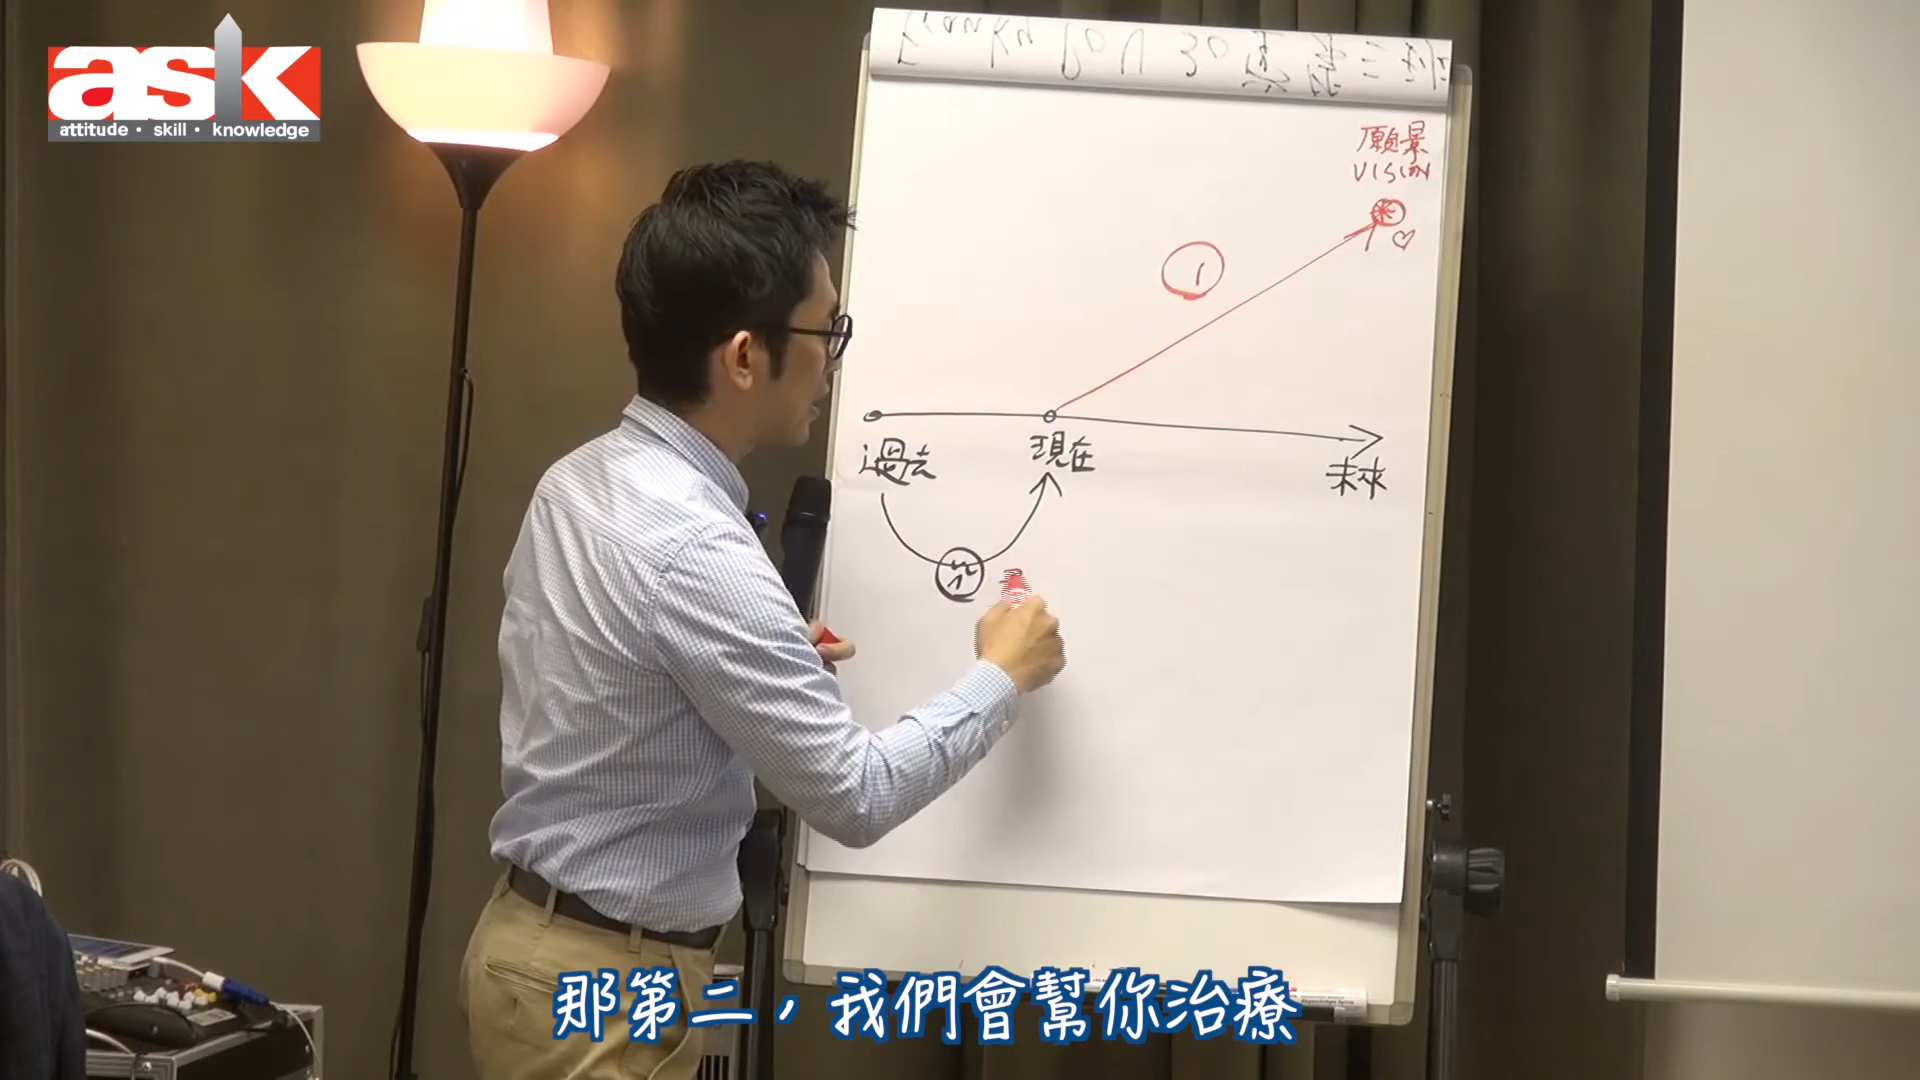 ask
attitude · skill · knowledge
願景
VISION
1
過去
現在
未來
那第二，我們會幫你治療